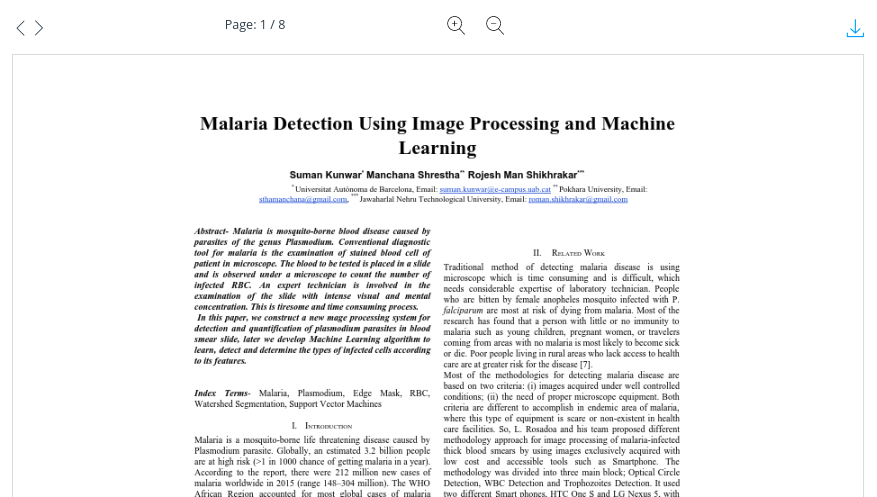 Page: 1 / 8
Malaria Detection Using Image Processing and Machine
Learning
Suman Kunwar* Manchana Shrestha** Rojesh Man Shikhrakar***
*Universitat Autónoma de Barcelona, Email: suman.kunwar@e-campus.uab.cat ** Pokhara University, Email:
sthamanchana@gmail.com, *** Jawaharlal Nehru Technological University, Email: roman.shikhrakar@gmail.com
Abstract- Malaria is mosquito-borne blood disease caused by
parasites of the genus Plasmodium. Conventional diagnostic
tool for malaria is the examination of stained blood cell of
patient in microscope. The blood to be tested is placed in a slide
and is observed under a microscope to count the number of
infected RBC. An expert technician is involved in the
examination of the slide with intense visual and mental
concentration. This is tiresome and time consuming process.
In this paper, we construct a new mage processing system for
detection and quantification of plasmodium parasites in blood
smear slide, later we develop Machine Learning algorithm to
learn, detect and determine the types of infected cells according
to its features.
Index Terms- Malaria, Plasmodium, Edge Mask, RBC,
Watershed Segmentation, Support Vector Machines
I. Introduction
Malaria is a mosquito-borne life threatening disease caused by
Plasmodium parasite. Globally, an estimated 3.2 billion people
are at high risk (>1 in 1000 chance of getting malaria in a year).
According to the report, there were 212 million new cases of
malaria worldwide in 2015 (range 148–304 million). The WHO
African Region accounted for most global cases of malaria
II. Related Work
Traditional method of detecting malaria disease is using
microscope which is time consuming and is difficult, which
needs considerable expertise of laboratory technician. People
who are bitten by female anopheles mosquito infected with P.
falciparum are most at risk of dying from malaria. Most of the
research has found that a person with little or no immunity to
malaria such as young children, pregnant women, or travelers
coming from areas with no malaria is most likely to become sick
or die. Poor people living in rural areas who lack access to health
care are at greater risk for the disease [7].
Most of the methodologies for detecting malaria disease are
based on two criteria: (i) images acquired under well controlled
conditions; (ii) the need of proper microscope equipment. Both
criteria are different to accomplish in endemic area of malaria,
where this type of equipment is scare or non-existent in health
care facilities. So, L. Rosadoa and his team proposed different
methodology approach for image processing of malaria-infected
thick blood smears by using images exclusively acquired with
low cost and accessible tools such as Smartphone. The
methodology was divided into three main block; Optical Circle
Detection, WBC Detection and Trophozoites Detection. It used
two different Smart phones, HTC One S and LG Nexus 5, with